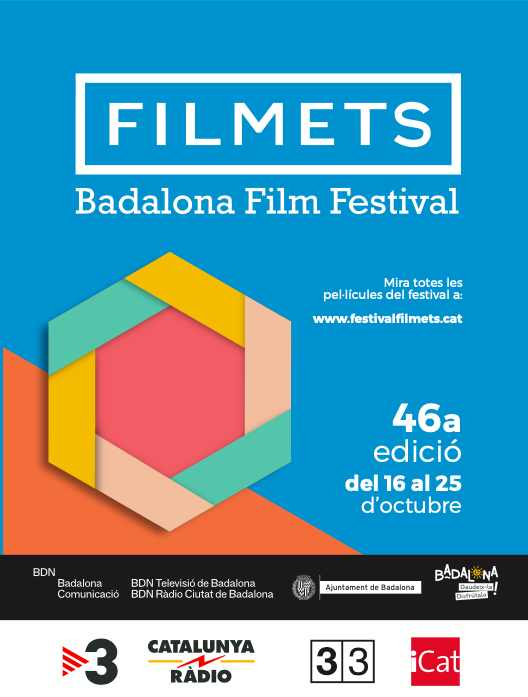 FILMETS
Badalona Film Festival
Mira totes les
pel·lícules del festival a:
www.festivalfilmets.cat
46a
edició
del 16 al 25
d'octubre
BDN
Badalona
Comunicació
BDN Televisió de Badalona
BDN Ràdio Ciutat de Badalona
Ajuntament de Badalona
BADALONA
Gaudeix-la
Disfrútala!
3
CATALUNYA
RÀDIO
33
iCat